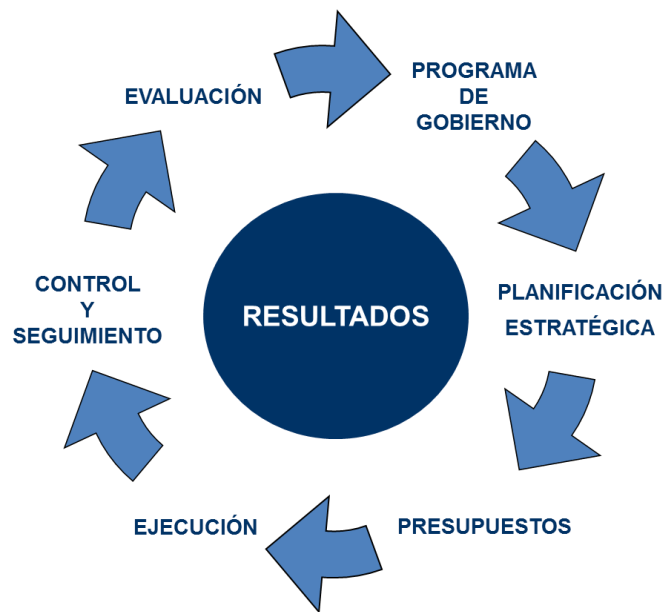 PROGRAMA
DE
GOBIERNO
PLANIFICACIÓN
ESTRATÉGICA
PRESUPUESTOS
EJECUCIÓN
CONTROL
Y
SEGUIMIENTO
EVALUACIÓN
RESULTADOS